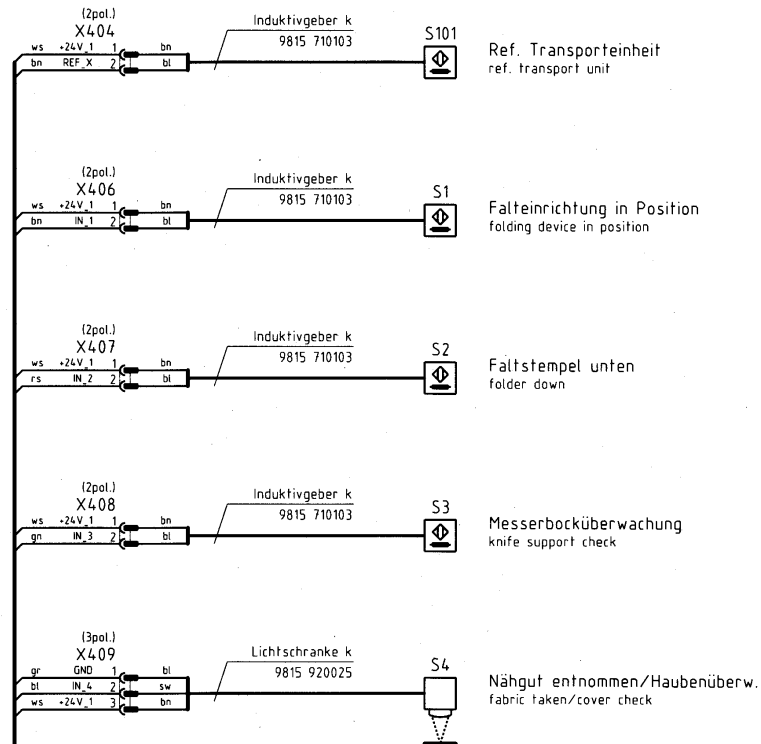 (2pol.)
X404
Induktivgeber k
9815 710103
S101
ws +24V_1 1 bn
bn REF_X 2 bl
Ref. Transporteinheit
ref. transport unit
(2pol.)
X406
Induktivgeber k
9815 710103
S1
ws +24V_1 1 bn
bn IN_1 2 bl
Falteinrichtung in Position
folding device in position
(2pol.)
X407
Induktivgeber k
9815 710103
S2
ws +24V_1 1 bn
rs IN_2 2 bl
Faltstempel unten
folder down
(2pol.)
X408
Induktivgeber k
9815 710103
S3
ws +24V_1 1 bn
gn IN_3 2 bl
Messerbocküberwachung
knife support check
(3pol.)
X409
Lichtschranke k
9815 920025
S4
gr GND 1 bl
bl IN_4 2 sw
ws +24V_1 3 bn
Nähgut entnommen/Haubenüberw.
fabric taken/cover check